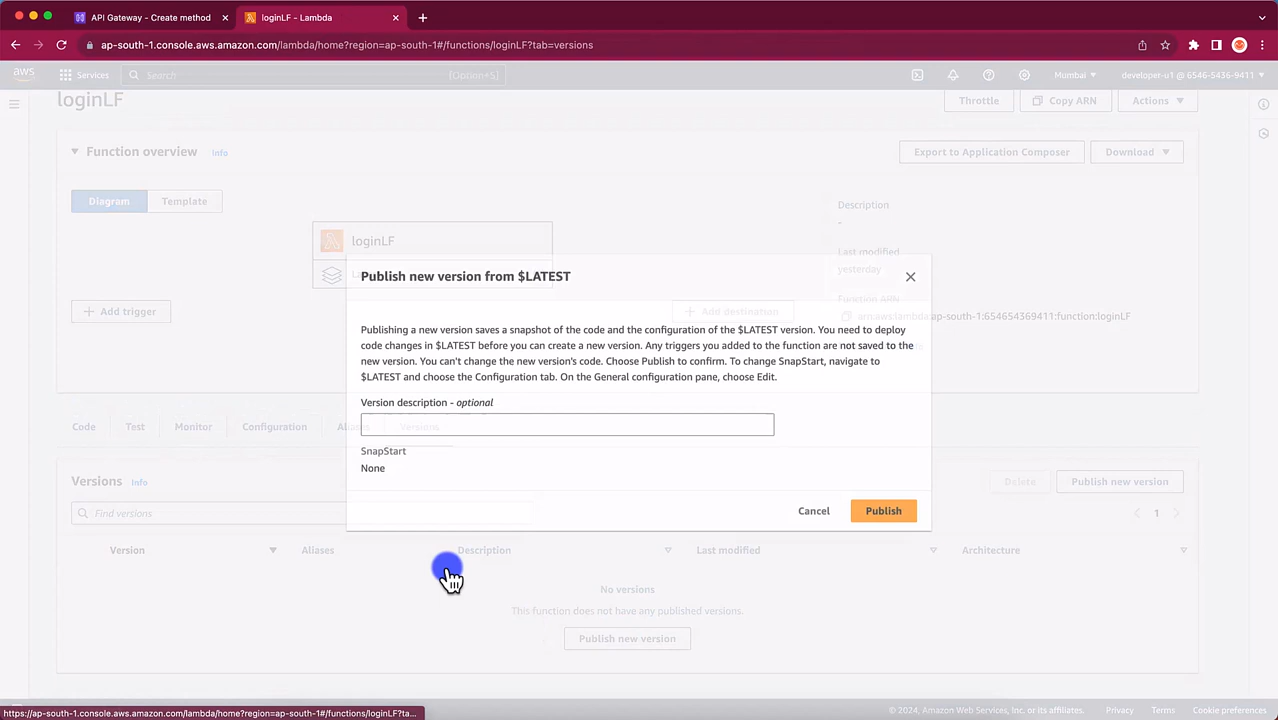 API Gateway - Create method
loginLF - Lambda
ap-south-1.console.aws.amazon.com/lambda/home?region=ap-south-1#/functions/loginLF?tab=versions
aws
Services
Search
[Option+S]
Mumbai
developer-u1 @ 6546-5436-9411
loginLF
Throttle
Copy ARN
Actions
Function overview
Info
Export to Application Composer
Download
Diagram
Template
Description
-
loginLF
Last modified
yesterday
Function ARN
arn:aws:lambda:ap-south-1:654654369411:function:loginLF
Add trigger
Add destination
Publish new version from $LATEST
Publishing a new version saves a snapshot of the code and the configuration of the $LATEST version. You need to deploy
code changes in $LATEST before you can create a new version. Any triggers you added to the function are not saved to the
new version. You can't change the new version's code. Choose Publish to confirm. To change SnapStart, navigate to
$LATEST and choose the Configuration tab. On the General configuration pane, choose Edit.
Version description - optional
SnapStart
None
Cancel
Publish
Code
Test
Monitor
Configuration
Aliases
Versions
Versions
Info
Delete
Publish new version
Find versions
1
Version
Aliases
Description
Last modified
Architecture
No versions
This function does not have any published versions.
Publish new version
https://ap-south-1.console.aws.amazon.com/lambda/home?region=ap-south-1#/functions/loginLF?ta...
© 2024, Amazon Web Services, Inc. or its affiliates.
Privacy
Terms
Cookie preferences